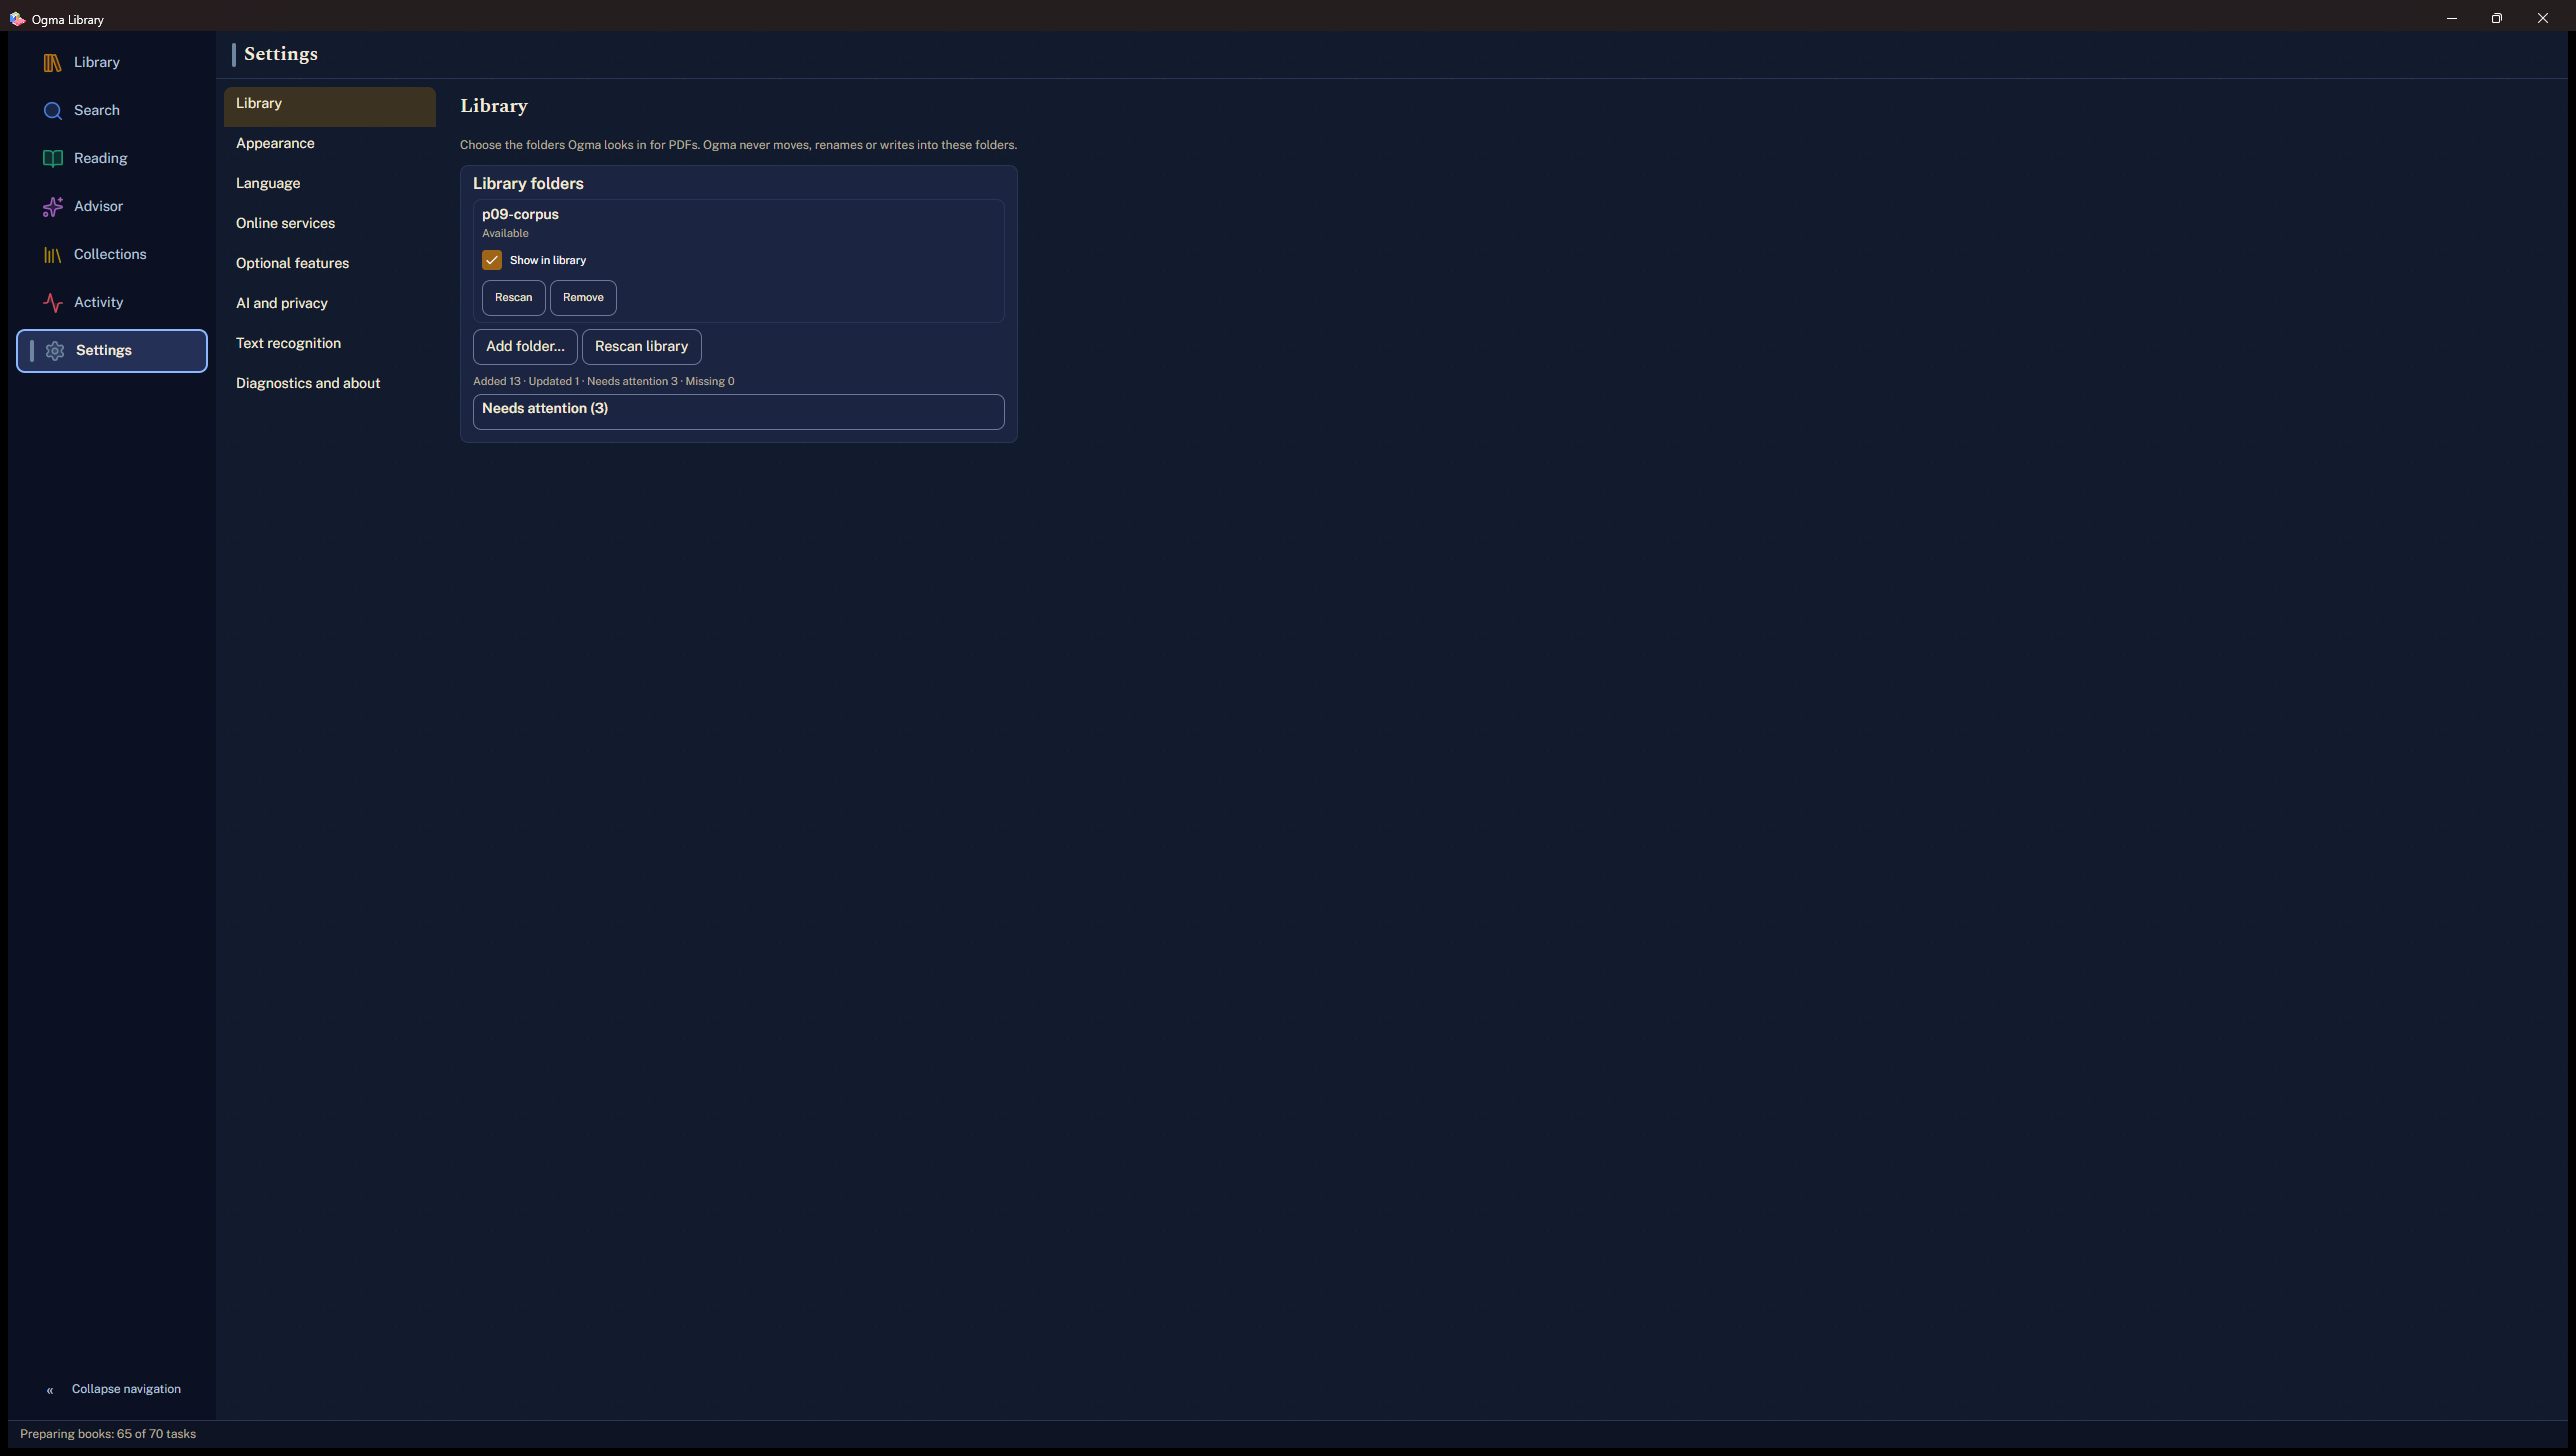 Ogma Library
Library
Search
Reading
Advisor
Collections
Activity
Settings
« Collapse navigation
Settings
Library
Appearance
Language
Online services
Optional features
AI and privacy
Text recognition
Diagnostics and about
Library
Choose the folders Ogma looks in for PDFs. Ogma never moves, renames or writes into these folders.
Library folders
p09-corpus
Available
Show in library
Rescan Remove
Add folder... Rescan library
Added 13 · Updated 1 · Needs attention 3 · Missing 0
Needs attention (3)
Preparing books: 65 of 70 tasks